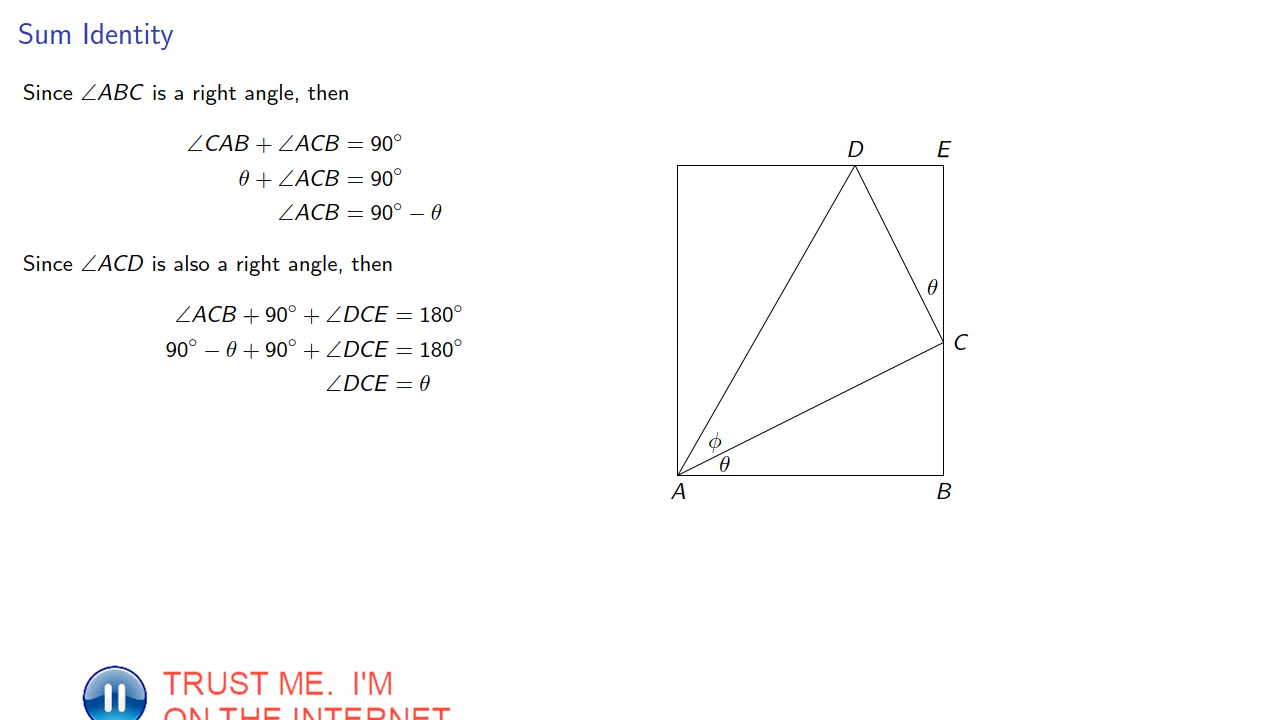 Sum Identity
Since ∠ABC is a right angle, then
∠CAB + ∠ACB = 90°
θ + ∠ACB = 90°
∠ACB = 90° − θ
Since ∠ACD is also a right angle, then
∠ACB + 90° + ∠DCE = 180°
90° − θ + 90° + ∠DCE = 180°
∠DCE = θ
D E
θ
C
ϕ
θ
A B
TRUST ME. I'M
ON THE INTERNET